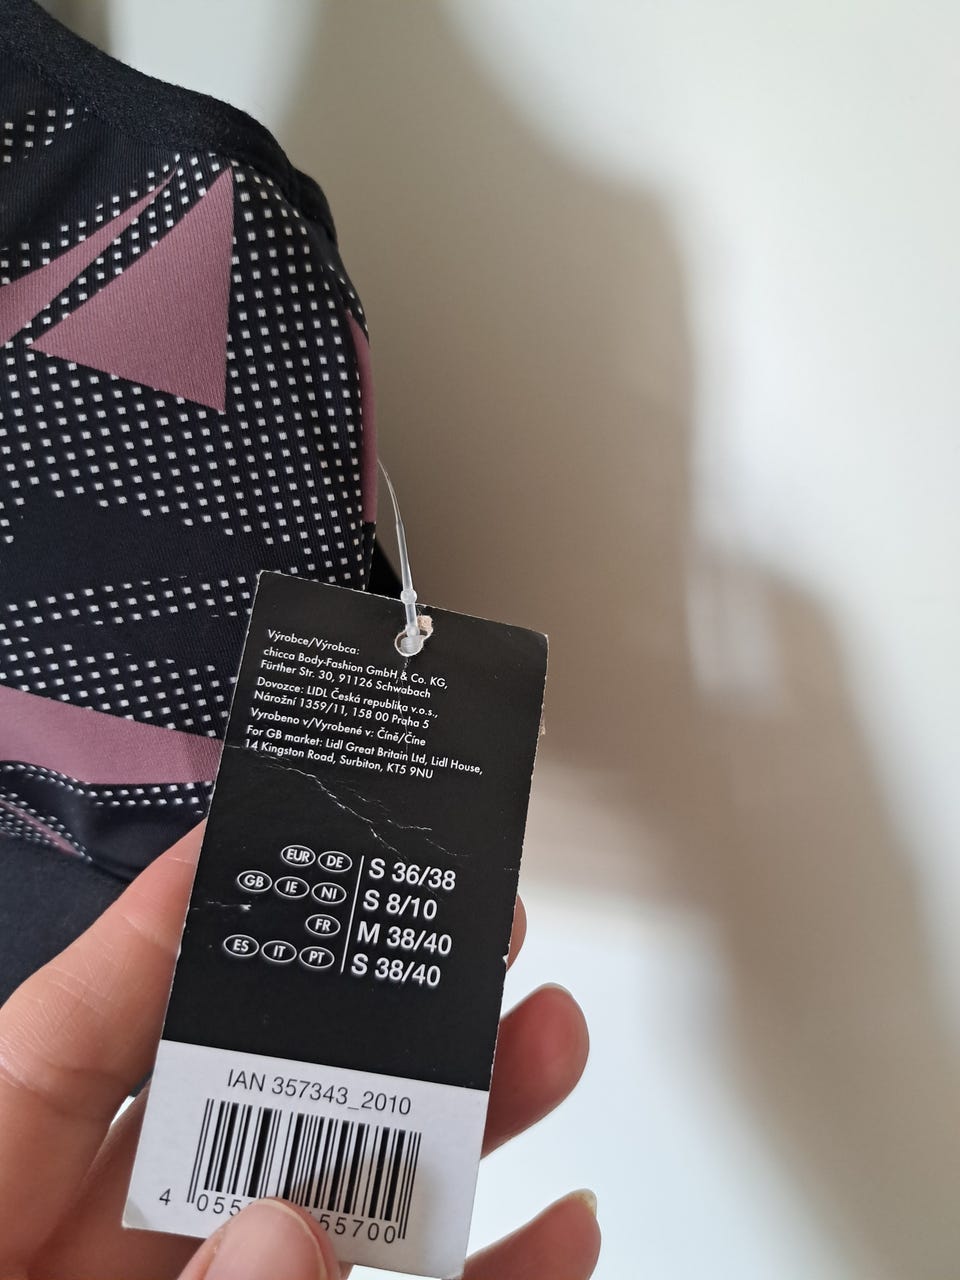 Výrobce/Výrobca:
chicca Body-Fashion GmbH & Co. KG,
Fürther Str. 30, 91126 Schwabach
Dovozce: LIDL Česká republika v.o.s.,
Nárožní 1359/11, 158 00 Praha 5
Vyrobeno v/Vyrobené v: Číně/Číne
For GB market: Lidl Great Britain Ltd, Lidl House,
14 Kingston Road, Surbiton, KT5 9NU
EUR DE S 36/38
GB IE NI S 8/10
FR M 38/40
ES IT PT S 38/40
IAN 357343_2010
4